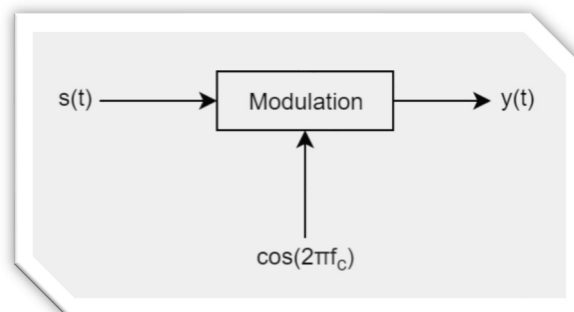 s(t) Modulation y(t)
cos(2πf_c)